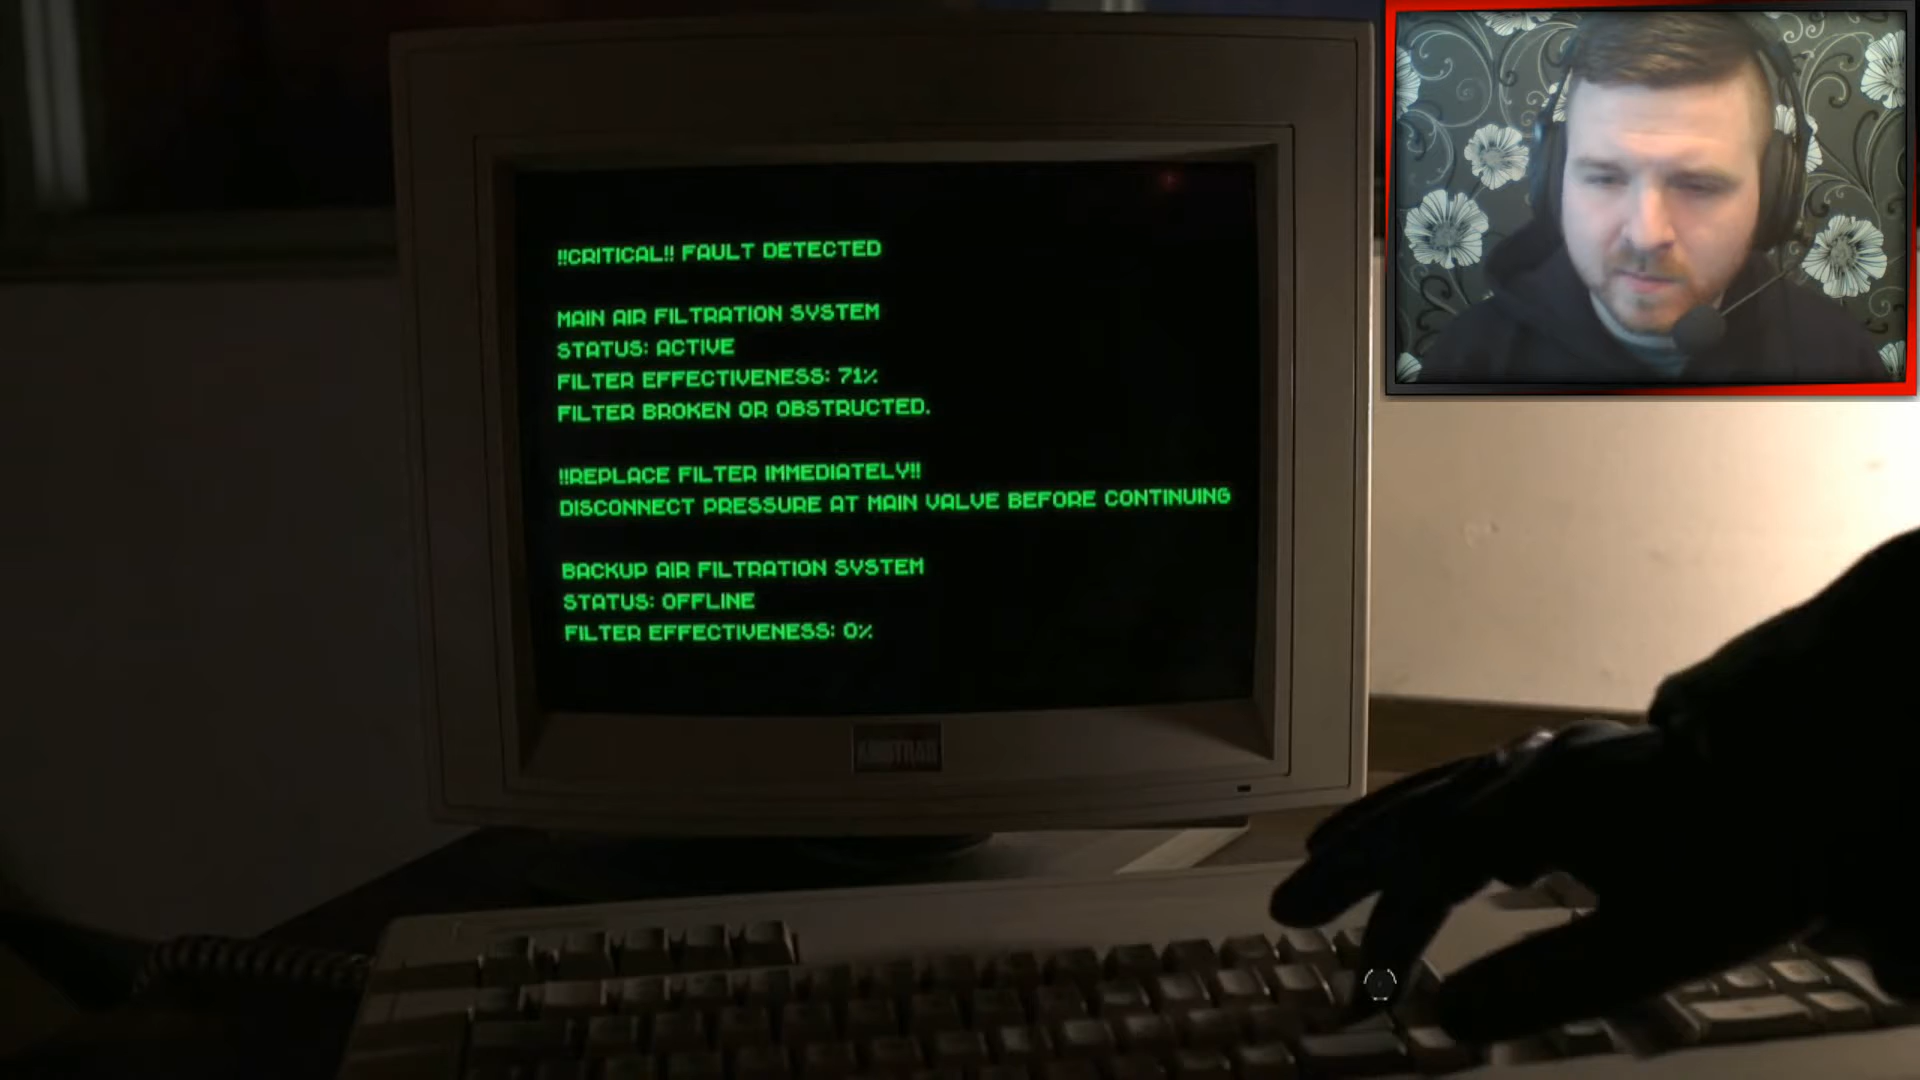 !!CRITICAL!! FAULT DETECTED
MAIN AIR FILTRATION SYSTEM
STATUS: ACTIVE
FILTER EFFECTIVENESS: 71%
FILTER BROKEN OR OBSTRUCTED.
!!REPLACE FILTER IMMEDIATELY!!
DISCONNECT PRESSURE AT MAIN VALVE BEFORE CONTINUING
BACKUP AIR FILTRATION SYSTEM
STATUS: OFFLINE
FILTER EFFECTIVENESS: 0%
AMSTRAD